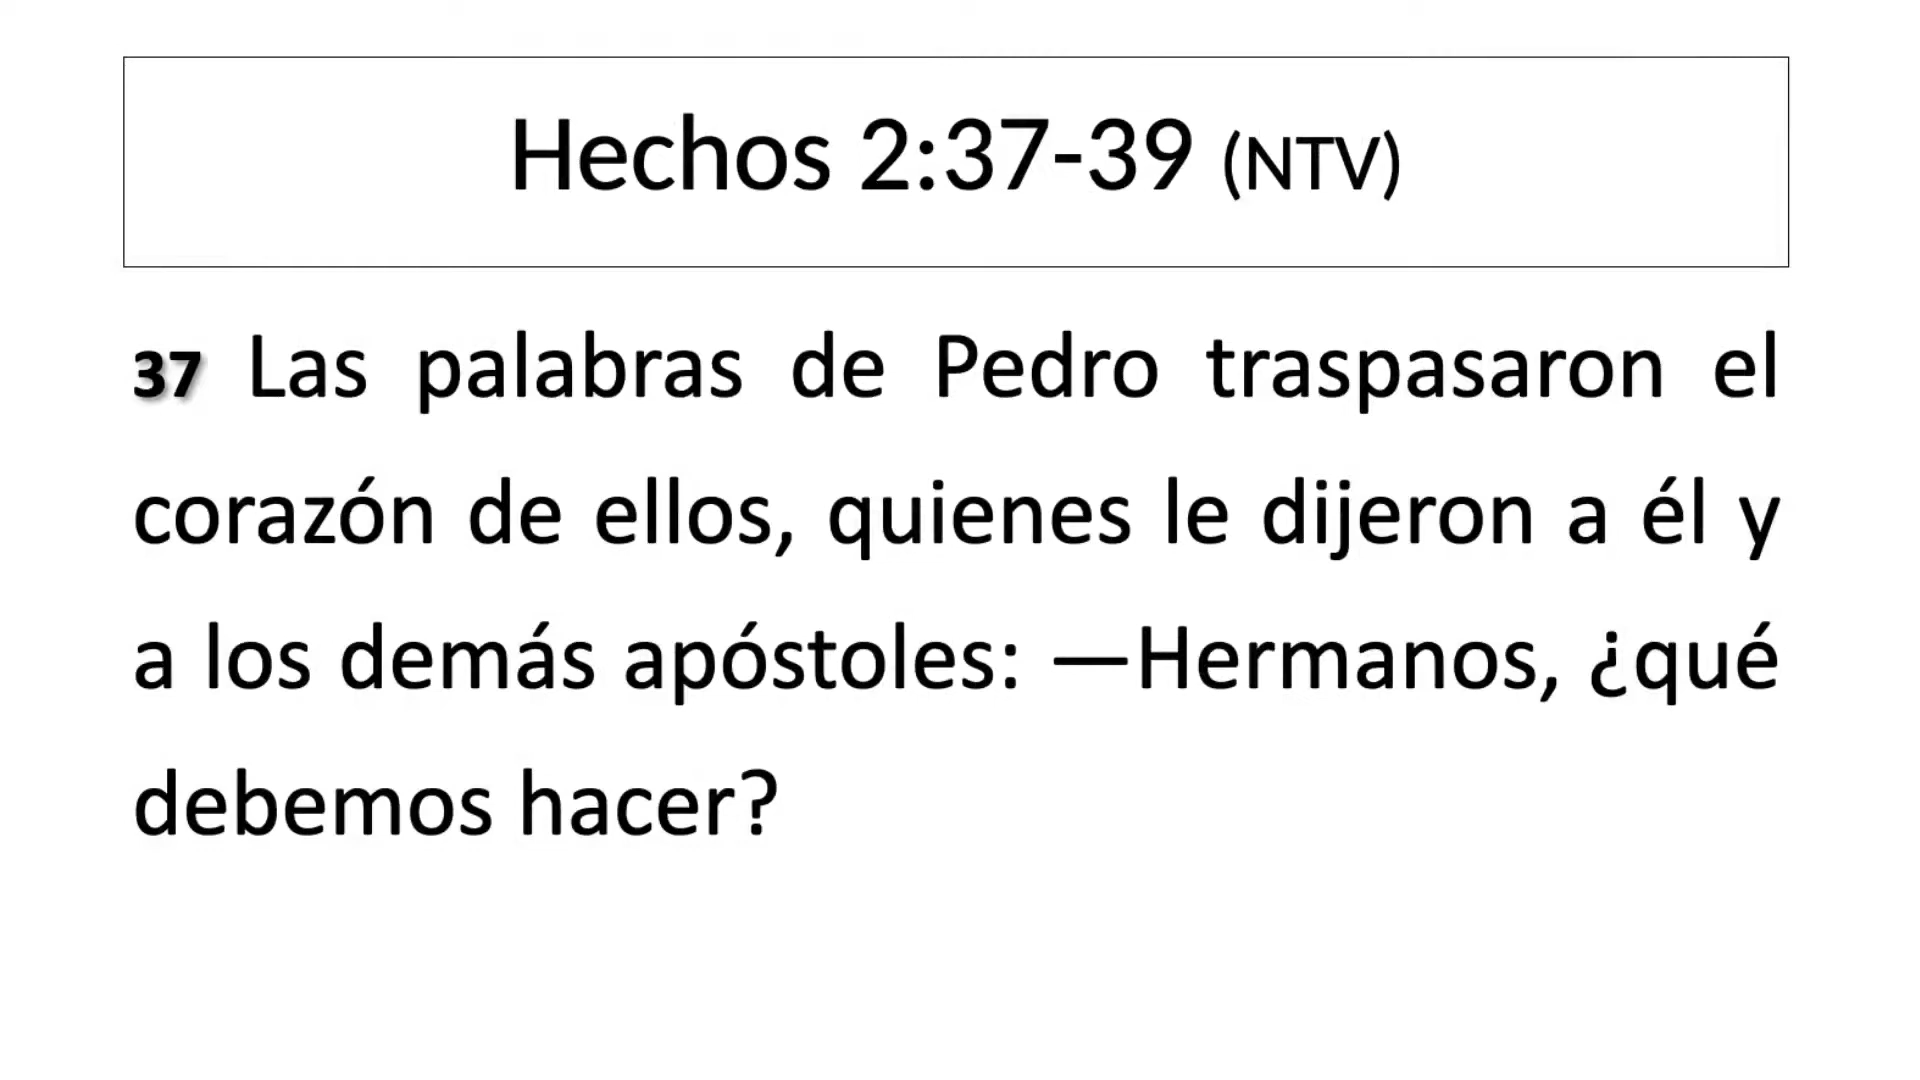 Hechos 2:37-39 (NTV)
37 Las palabras de Pedro traspasaron el
corazón de ellos, quienes le dijeron a él y
a los demás apóstoles: —Hermanos, ¿qué
debemos hacer?